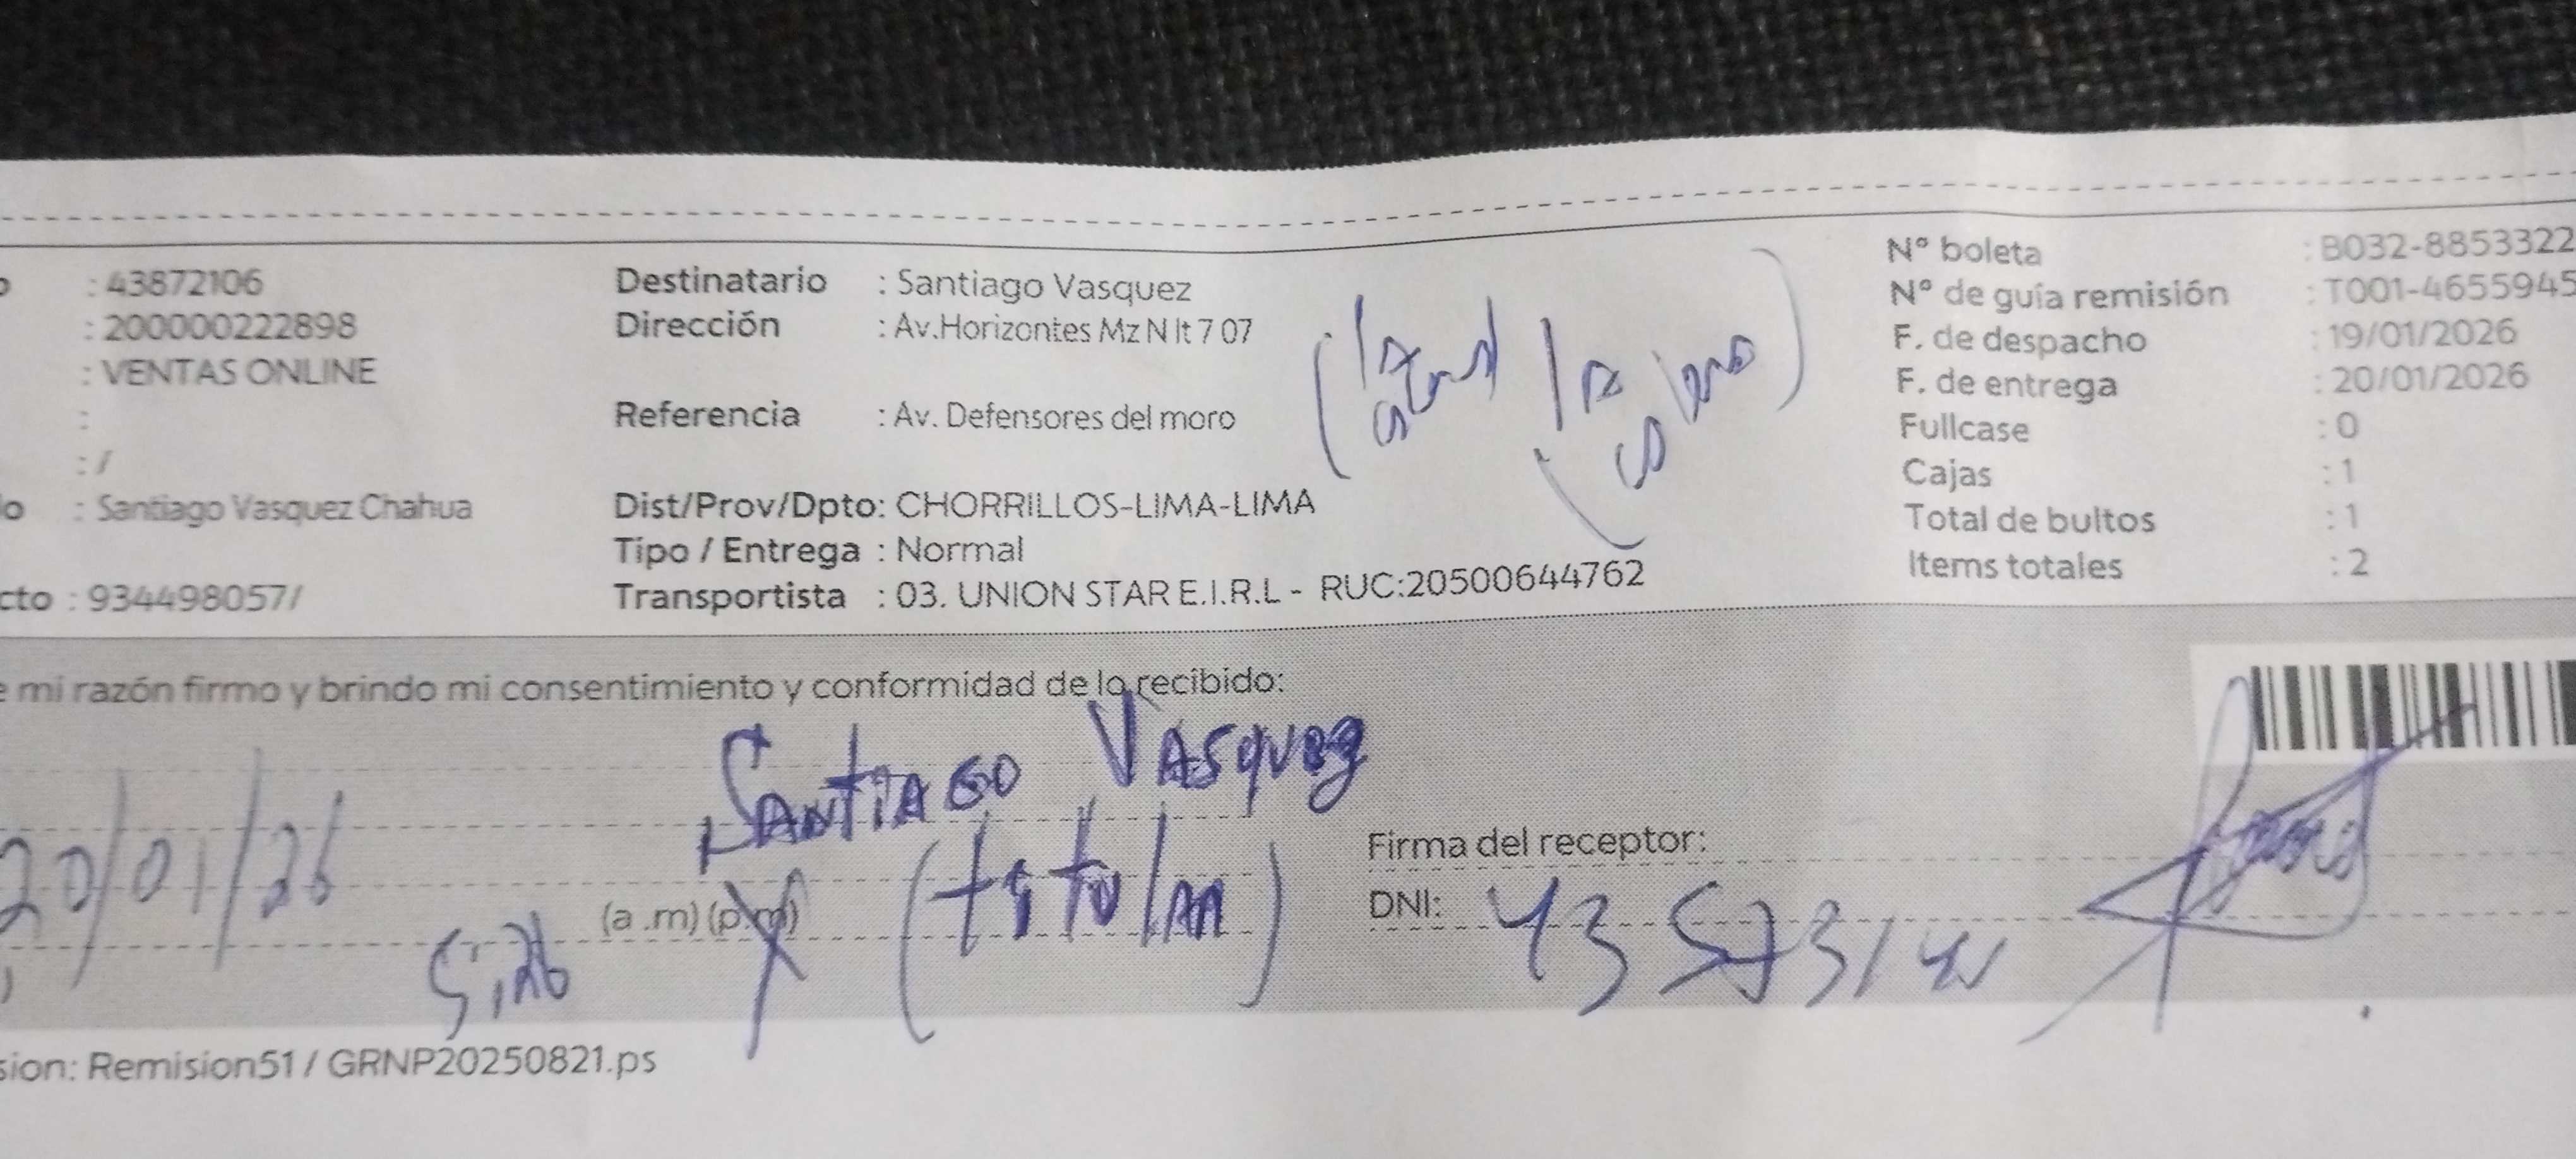 : 43872106
: 200000222898
: VENTAS ONLINE
:
: /
: Santiago Vasquez Chahua
cto : 934498057/
Destinatario : Santiago Vasquez
Dirección : Av.Horizontes Mz N lt 7 07
Referencia : Av. Defensores del moro
Dist/Prov/Dpto: CHORRILLOS-LIMA-LIMA
Tipo / Entrega : Normal
Transportista : 03. UNION STAR E.I.R.L - RUC:20500644762
N° boleta : B032-8853322
N° de guía remisión : T001-4655945
F. de despacho : 19/01/2026
F. de entrega : 20/01/2026
Fullcase : 0
Cajas : 1
Total de bultos : 1
Items totales : 2
mi razón firmo y brindo mi consentimiento y conformidad de lo recibido:
Santiago Vasquez
20/01/26
(a .m) (p.m)
Firma del receptor:
DNI:
sion: Remision51 / GRNP20250821.ps